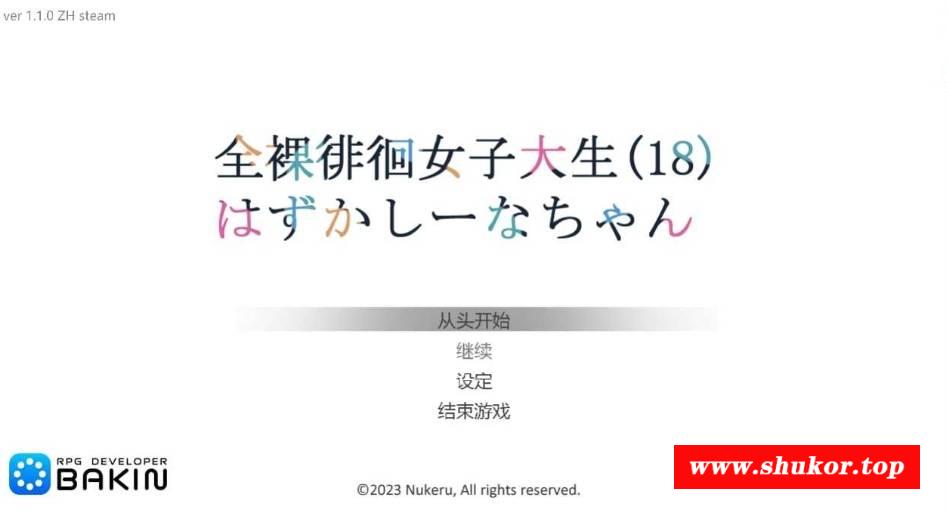 ver 1.1.0 ZH steam
全裸徘徊女子大生(18)
はずかしーなちゃん
从头开始
继续
设定
结束游戏
RPG DEVELOPER
BAKIN
©2023 Nukeru, All rights reserved.
www.shukor.top